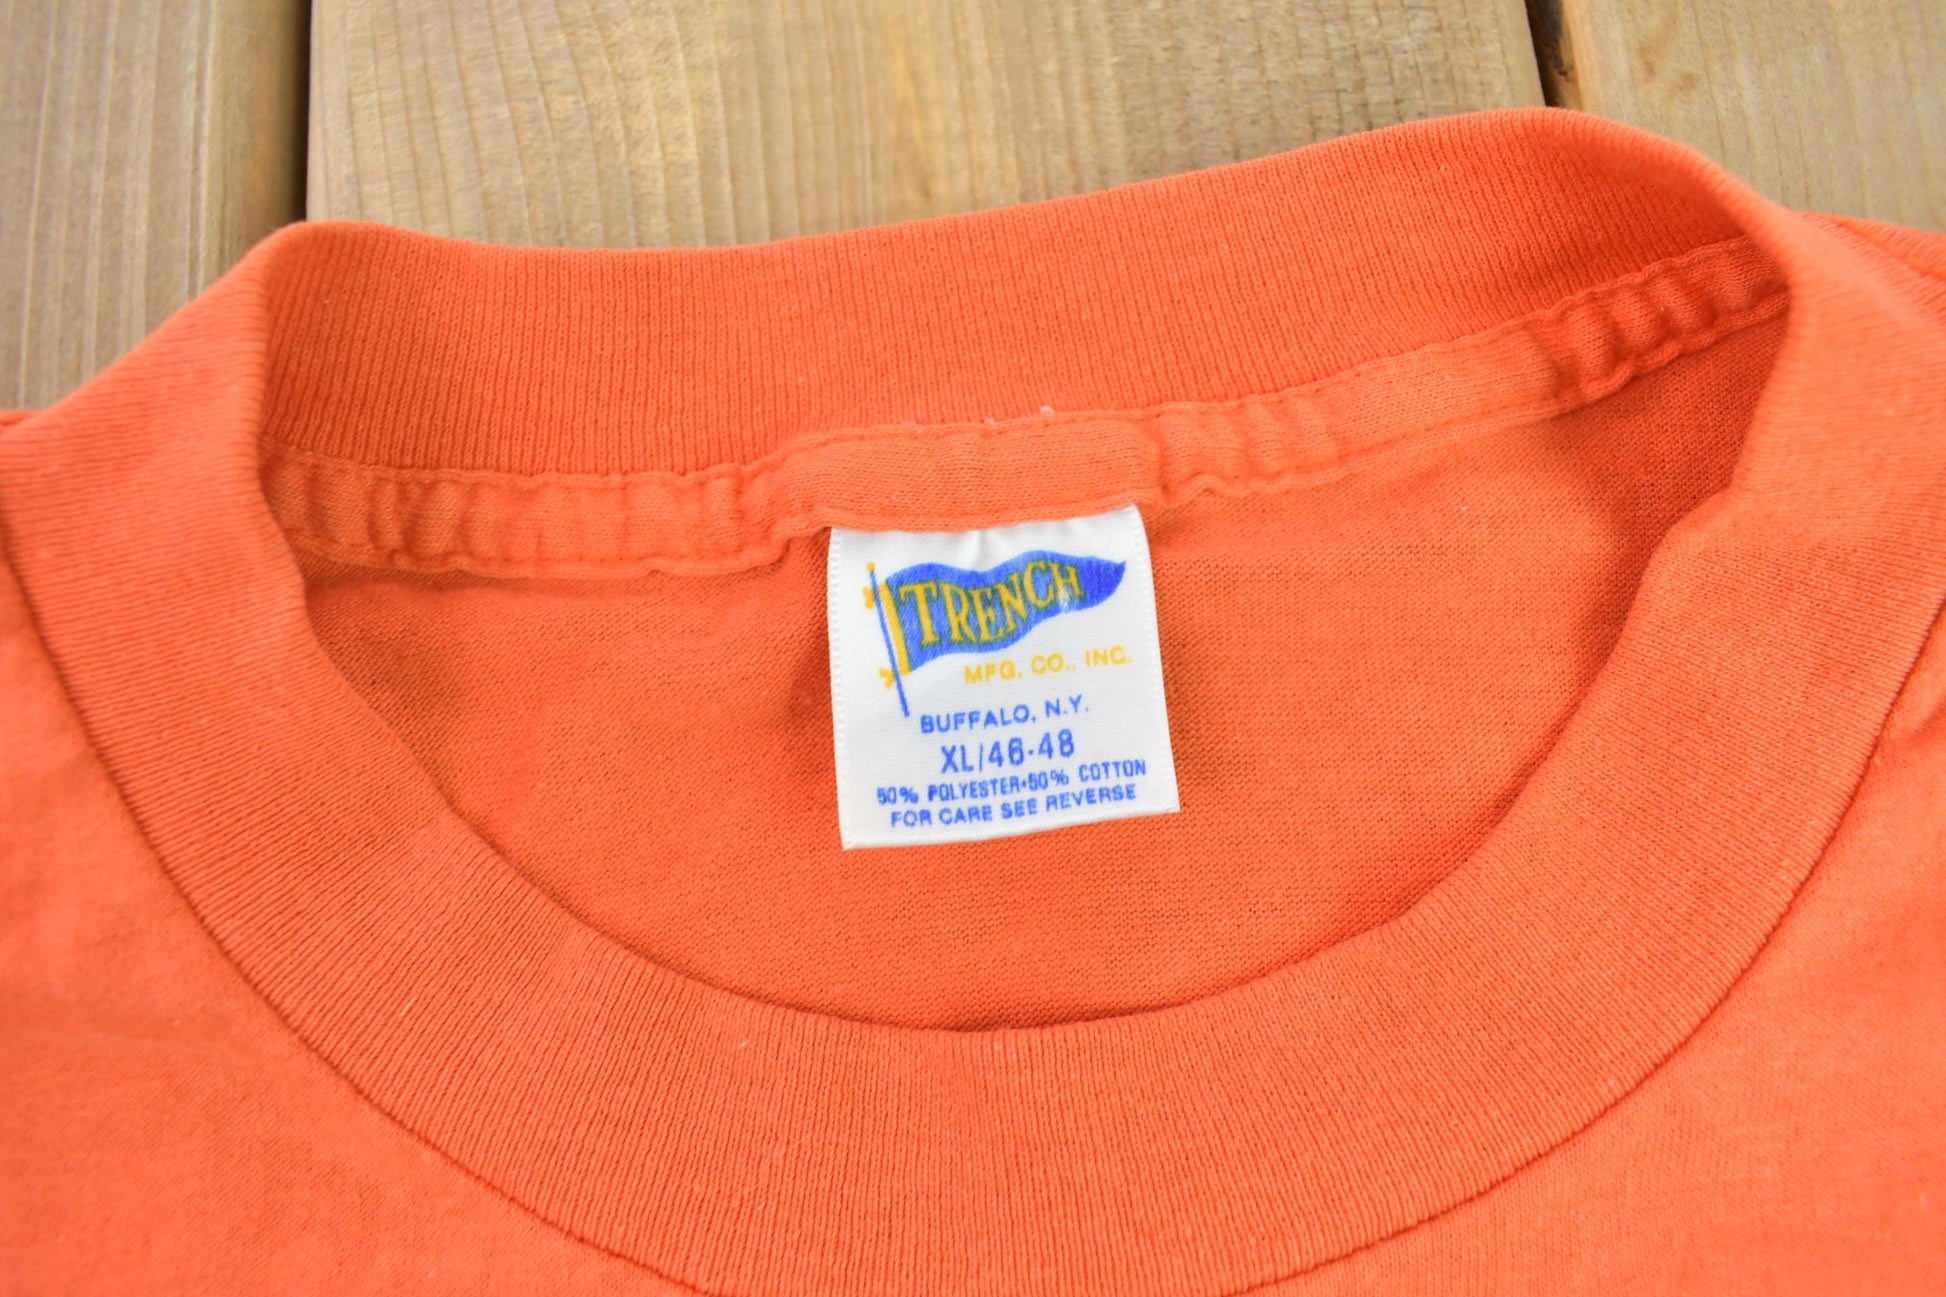 TRENCH
MFG. CO., INC.
BUFFALO, N.Y.
XL/46-48
50% POLYESTER•50% COTTON
FOR CARE SEE REVERSE